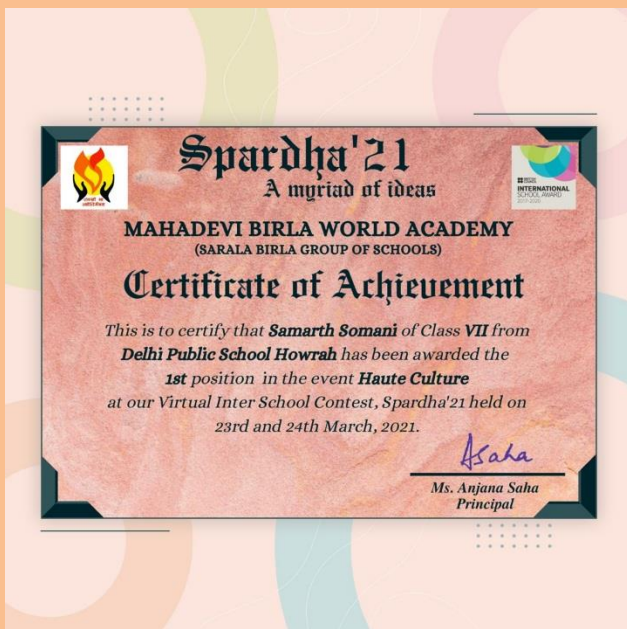 Spardha'21
A myriad of ideas
BRITISH COUNCIL
INTERNATIONAL
SCHOOL AWARD
MAHADEVI BIRLA WORLD ACADEMY
(SARALA BIRLA GROUP OF SCHOOLS)
Certificate of Achievement
This is to certify that Samarth Somani of Class VII from
Delhi Public School Howrah has been awarded the
1st position in the event Haute Culture
at our Virtual Inter School Contest, Spardha'21 held on
23rd and 24th March, 2021.
ASaha
Ms. Anjana Saha
Principal